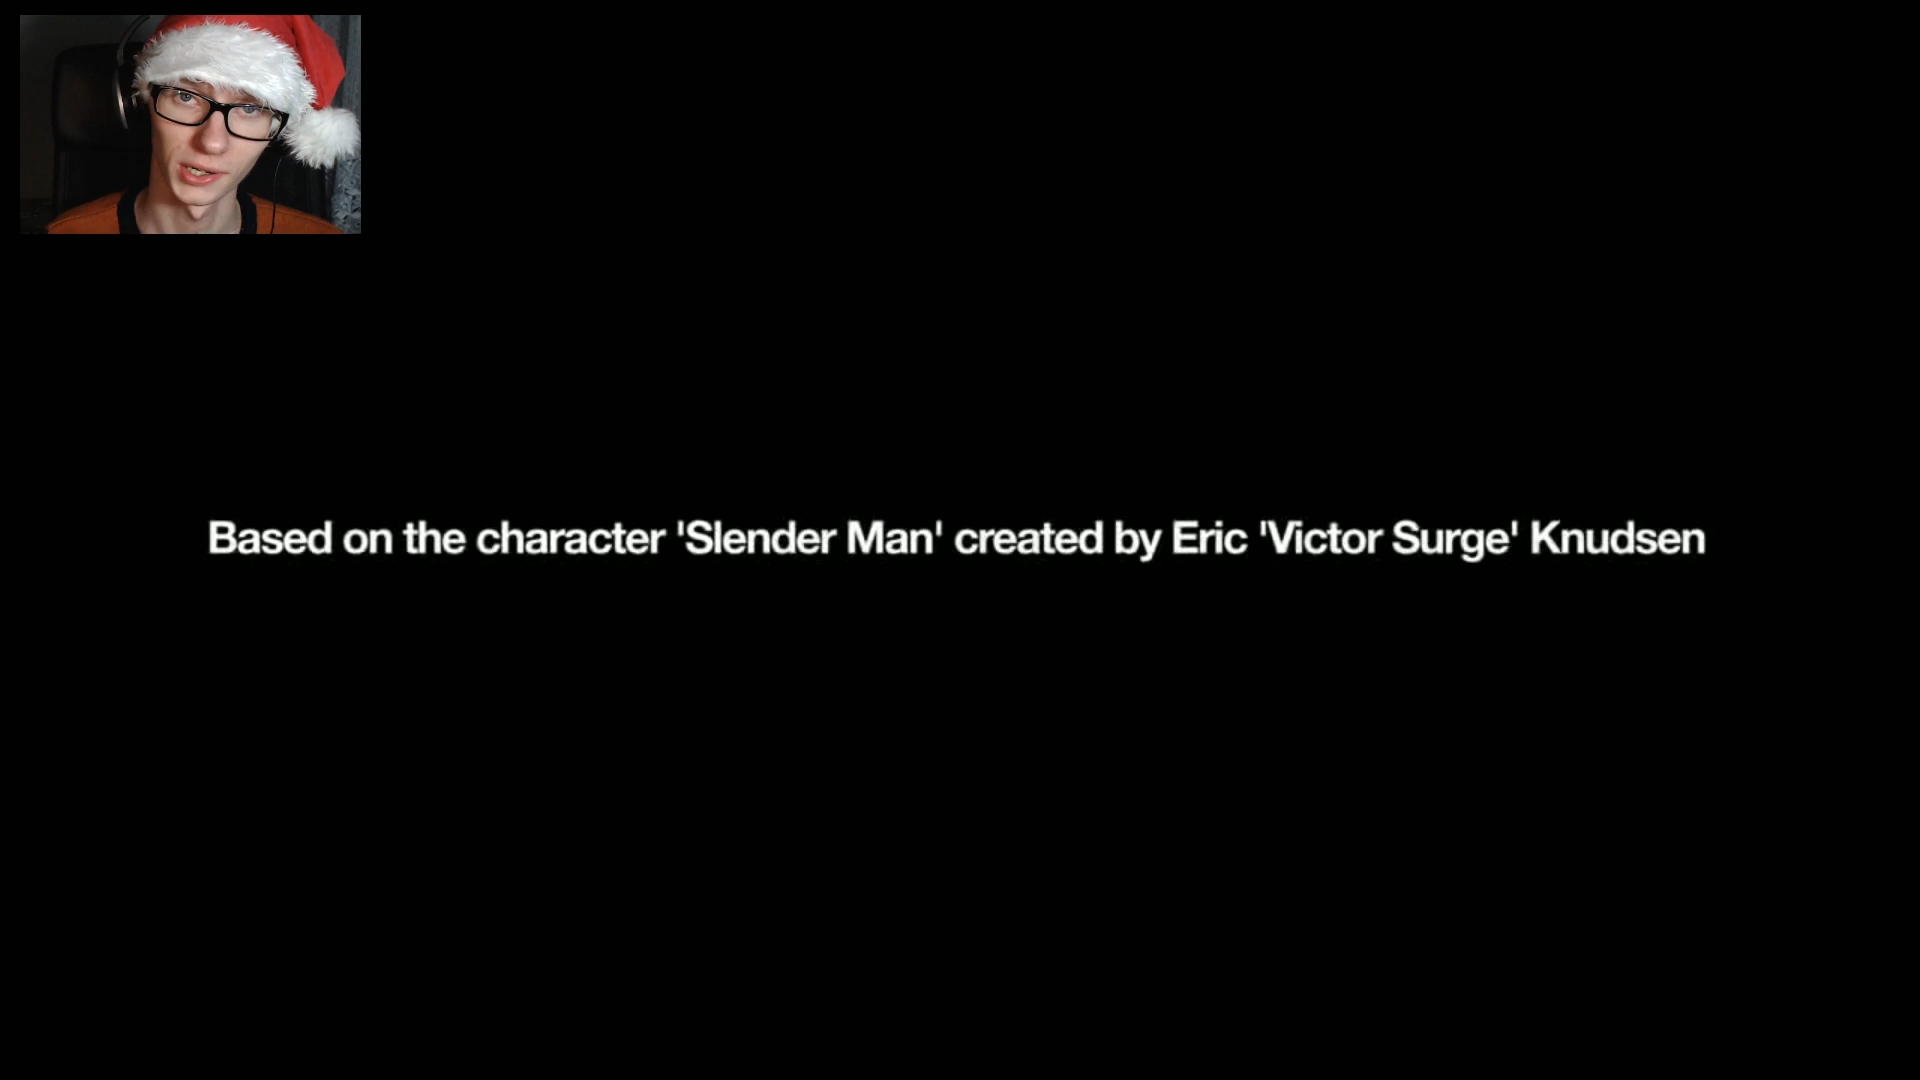 Based on the character 'Slender Man' created by Eric 'Victor Surge' Knudsen